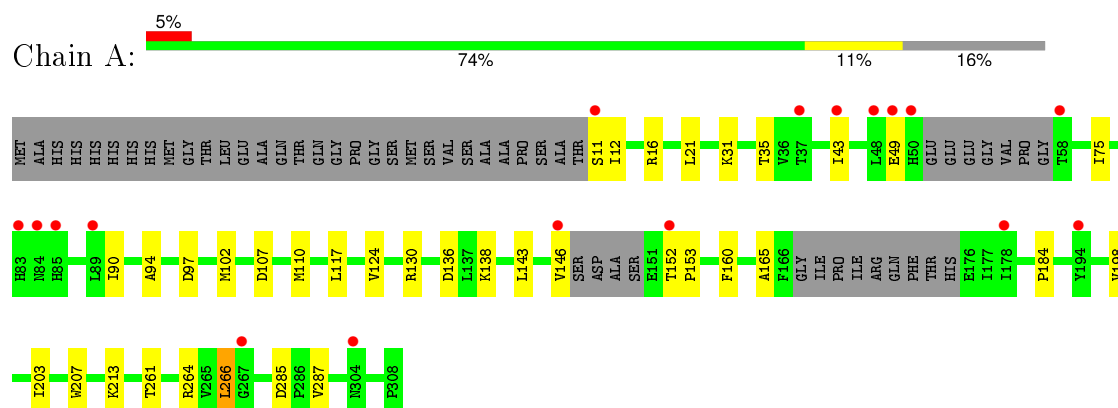 5%
Chain A:
74% 11% 16%
MET ALA HIS HIS HIS HIS HIS HIS MET GLY THR LEU GLU ALA GLN THR GLN GLY PRO GLY SER MET SER VAL SER ALA ALA PRO SER ALA THR S11 I12 R16 L21 K31 T35 V36 T37 I43 L48 E49 H50 GLU GLU GLU GLY VAL PRO GLY T58 I75
H83 N84 H85 L89 I90 A94 D97 M102 D107 M110 L117 V124 R130 D136 L137 K138 L143 V146 SER ASP ALA SER E151 T152 P153 F160 A165 F166 GLY ILE PRO ILE ARG GLN PHE THR HIS E176 I177 I178 P184 Y194
I203 W207 K213 T261 R264 V265 L266 G267 D285 P286 V287 N304 P308